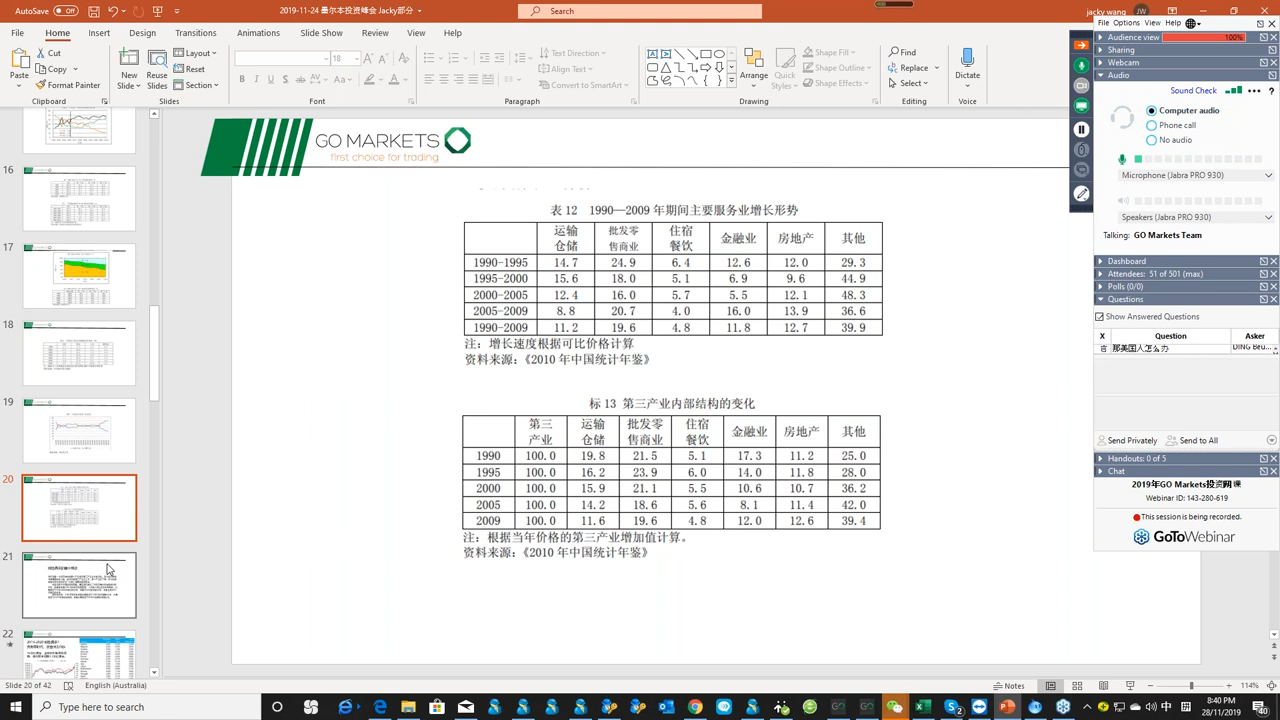 AutoSave Off
2019-11-24 墨尔本投资峰会 Jacky部分
Search
JW
File Home Insert Draw Design Transitions Animations Slide Show Review View Help
Cut
Copy
Format Painter
Paste
Clipboard
New Slides
Reuse Slides
Layout
Reset
Section
Slides
18
Font
Text Direction
Align Text
Convert to SmartArt
Paragraph
Arrange
Quick Styles
Shape Fill
Shape Outline
Shape Effects
Drawing
Find
Replace
Select
Editing
Dictate
Voice
16
17
18
19
20
21
22
GO MARKETS
first choice for trading
表 12 1990—2009 年期间主要服务业增长形势
运输仓储 批发零售商业 住宿餐饮 金融业 房地产 其他
1990-1995 14.7 24.9 6.4 12.6 12.0 29.3
1995-2000 15.6 18.0 5.1 6.9 9.6 44.9
2000-2005 12.4 16.0 5.7 5.5 12.1 48.3
2005-2009 8.8 20.7 4.0 16.0 13.9 36.6
1990-2009 11.2 19.6 4.8 11.8 12.7 39.9
注：增长速度根据可比价格计算
资料来源：《2010 年中国统计年鉴》
标 13 第三产业内部结构的变化
第三产业 运输仓储 批发零售商业 住宿餐饮 金融业 房地产 其他
1990 100.0 19.8 21.5 5.1 17.3 11.2 25.0
1995 100.0 16.2 23.9 6.0 14.0 11.8 28.0
2000 100.0 15.9 21.1 5.5 10.6 10.7 36.2
2005 100.0 14.2 18.6 5.6 8.1 11.4 42.0
2009 100.0 11.6 19.6 4.8 12.0 12.6 39.4
注：根据当年价格的第三产业增加值计算。
资料来源：《2010 年中国统计年鉴》
File Options View Help
Audience view 100%
Sharing
Webcam
Audio
Sound Check
?
Computer audio
Phone call
No audio
Microphone (Jabra PRO 930)
Speakers (Jabra PRO 930)
Talking: GO Markets Team
Dashboard
Attendees: 51 of 501 (max)
Polls (0/0)
Questions
Show Answered Questions
X Question Asker
那美国人怎么办 DING Beu...
Send Privately Send to All
Handouts: 0 of 5
Chat
2019年GO Markets投资网课
Webinar ID: 143-280-619
This session is being recorded.
GoToWebinar
Slide 20 of 42 English (Australia)
Notes
114%
Type here to search
中
8:40 PM
28/11/2019